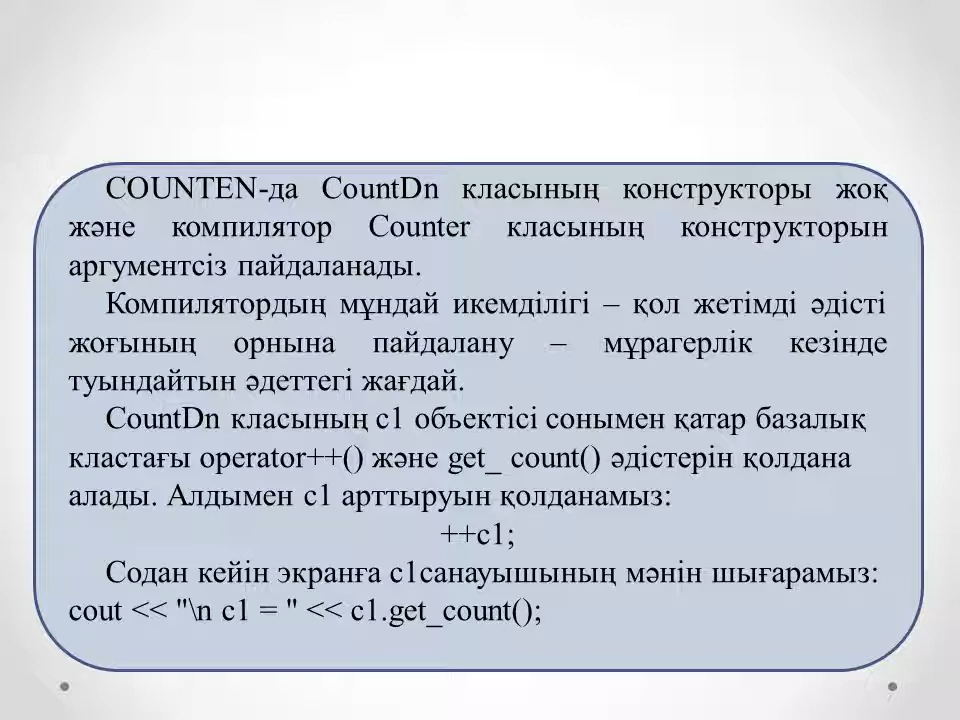 COUNTEN-да CountDn класының конструкторы жоқ
және компилятор Counter класының конструкторын
аргументсіз пайдаланады.
Компилятордың мұндай икемділігі – қол жетімді әдісті
жоғының орнына пайдалану – мұрагерлік кезінде
туындайтын әдеттегі жағдай.
CountDn класының c1 объектісі сонымен қатар базалық
кластағы operator++() және get_ count() әдістерін қолдана
алады. Алдымен c1 арттыруын қолданамыз:
++c1;
Содан кейін экранға c1санауышының мәнін шығарамыз:
cout << "\n c1 = " << c1.get_count();